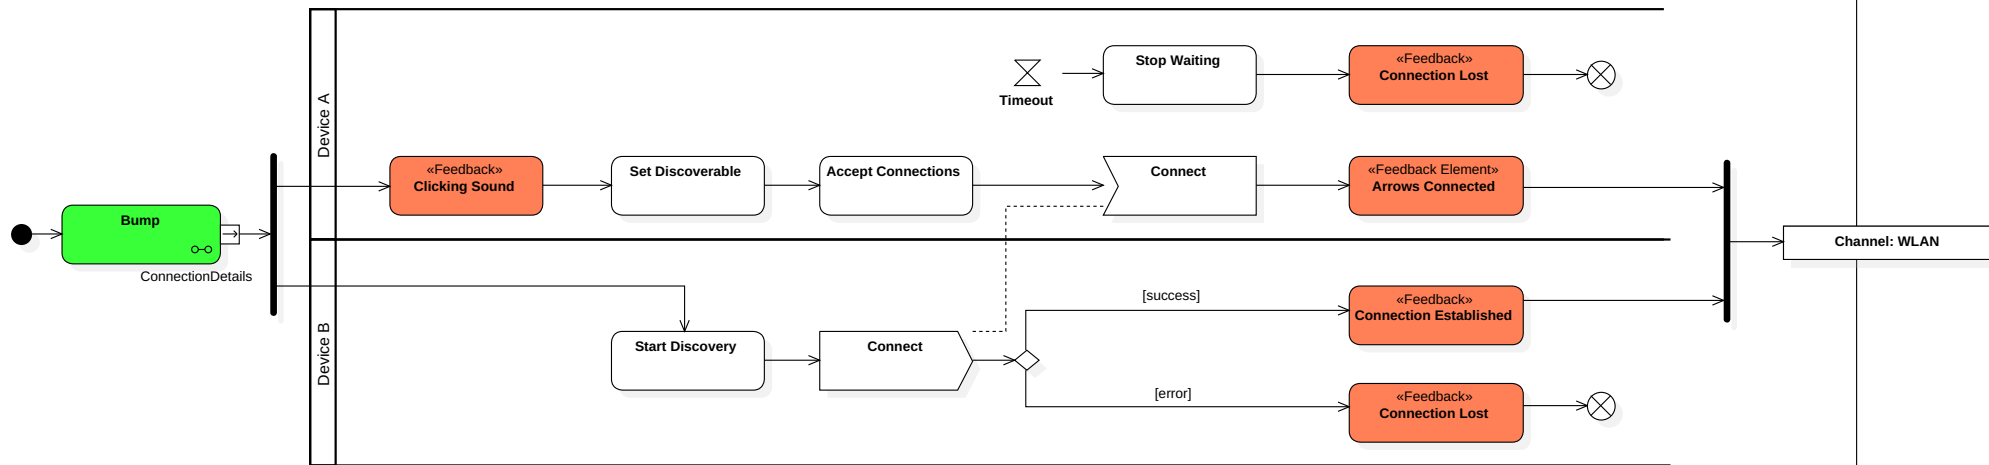 Device A
Timeout
Stop Waiting
«Feedback»
Connection Lost
«Feedback»
Clicking Sound
Set Discoverable
Accept Connections
Connect
«Feedback Element»
Arrows Connected
Bump
ConnectionDetails
Channel: WLAN
Device B
Start Discovery
Connect
[success]
«Feedback»
Connection Established
[error]
«Feedback»
Connection Lost